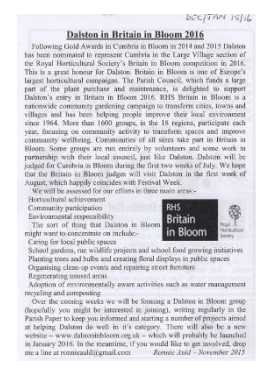 DEC/JAN 15/16
Dalston in Britain in Bloom
Following Gold Awards in Cumbria in Bloom in 2014 and 2015 Dalston
has been nominated to represent Cumbria in the Large Village section of
the Royal Horticultural Society's Britain in Bloom competition in 2016.
This is a great honour for Dalston. Britain in Bloom is one of Europe's
largest horticultural campaigns. The Parish Council, which funds a large
part of the plant purchase and maintenance, is delighted to support
Dalston's entry in Britain in Bloom 2016. RHS Britain in Bloom is a
nationwide community gardening campaign to transform cities, towns and
villages and has been helping people improve their local environment
since 1964. More than 1600 groups, in the 18 regions, participate each
year, focusing on community activity to transform spaces and improve
community wellbeing. Communities of all sizes take part in Britain in
Bloom. Some groups are run entirely by volunteers and some work in
partnership with their local council, just like Dalston. Dalston will be
judged for Cumbria in Bloom during the first two weeks of July. We hope
that the Britain in Bloom judges will visit Dalston in the first week of
August, which happily coincides with Festival Week.
We will be assessed for our efforts in three main areas:-
Horticultural achievement
Community participation
Environmental responsibility
The sort of thing that Dalston in Bloom
might want to concentrate on include:-
RHS
Britain
in Bloom
Royal
Horticultural
Society
Caring for local public spaces
School gardens, run wildlife projects and school food growing initiatives
Planting trees and bulbs and creating floral displays in public spaces
Organising clean-up events and repairing street furniture
Regenerating unused areas
Adoption of environmentally aware activities such as water management
recycling and composting
Over the coming weeks we will be forming a Dalston in Bloom group
(hopefully you might be interested in joining), writing regularly in the
Parish Paper to keep you informed and starting a number of projects aimed
at helping Dalston do well in it's category. There will also be a new
website – www.dalstoninbloom.org.uk – which will probably be launched
in January 2016. In the meantime, if you would like to get involved, drop
me a line at ronnieauld@gmail.com Ronnie Auld - November 2015